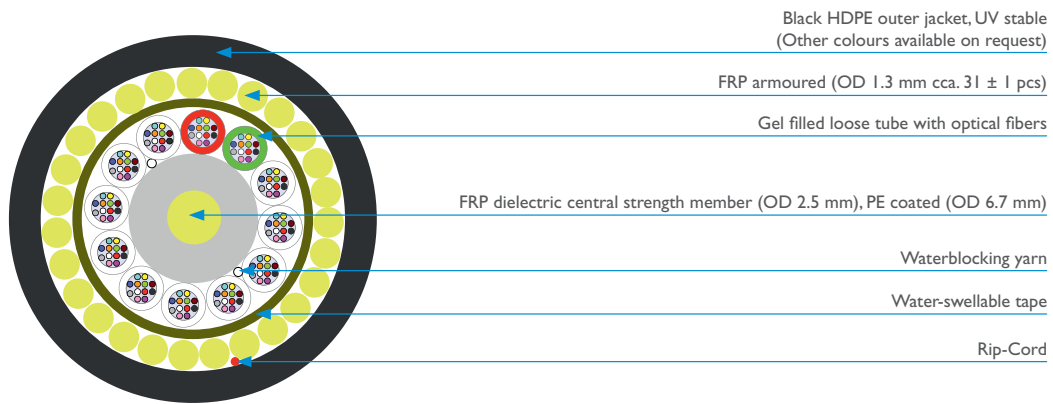 Black HDPE outer jacket, UV stable
(Other colours available on request)
FRP armoured (OD 1.3 mm cca. 31 ± 1 pcs)
Gel filled loose tube with optical fibers
FRP dielectric central strength member (OD 2.5 mm), PE coated (OD 6.7 mm)
Waterblocking yarn
Water-swellable tape
Rip-Cord